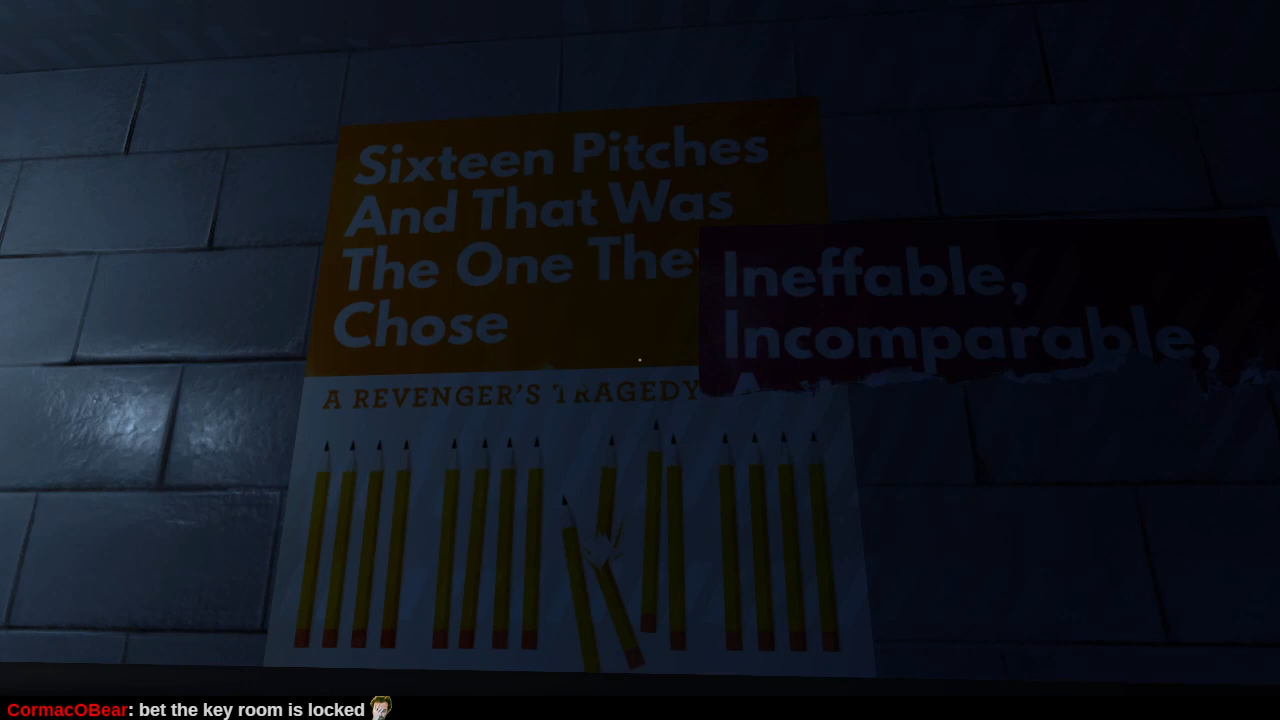 Sixteen Pitches
And That Was
The One They
Chose
A REVENGER'S TRAGEDY
Ineffable,
Incomparable,
CormacOBear: bet the key room is locked